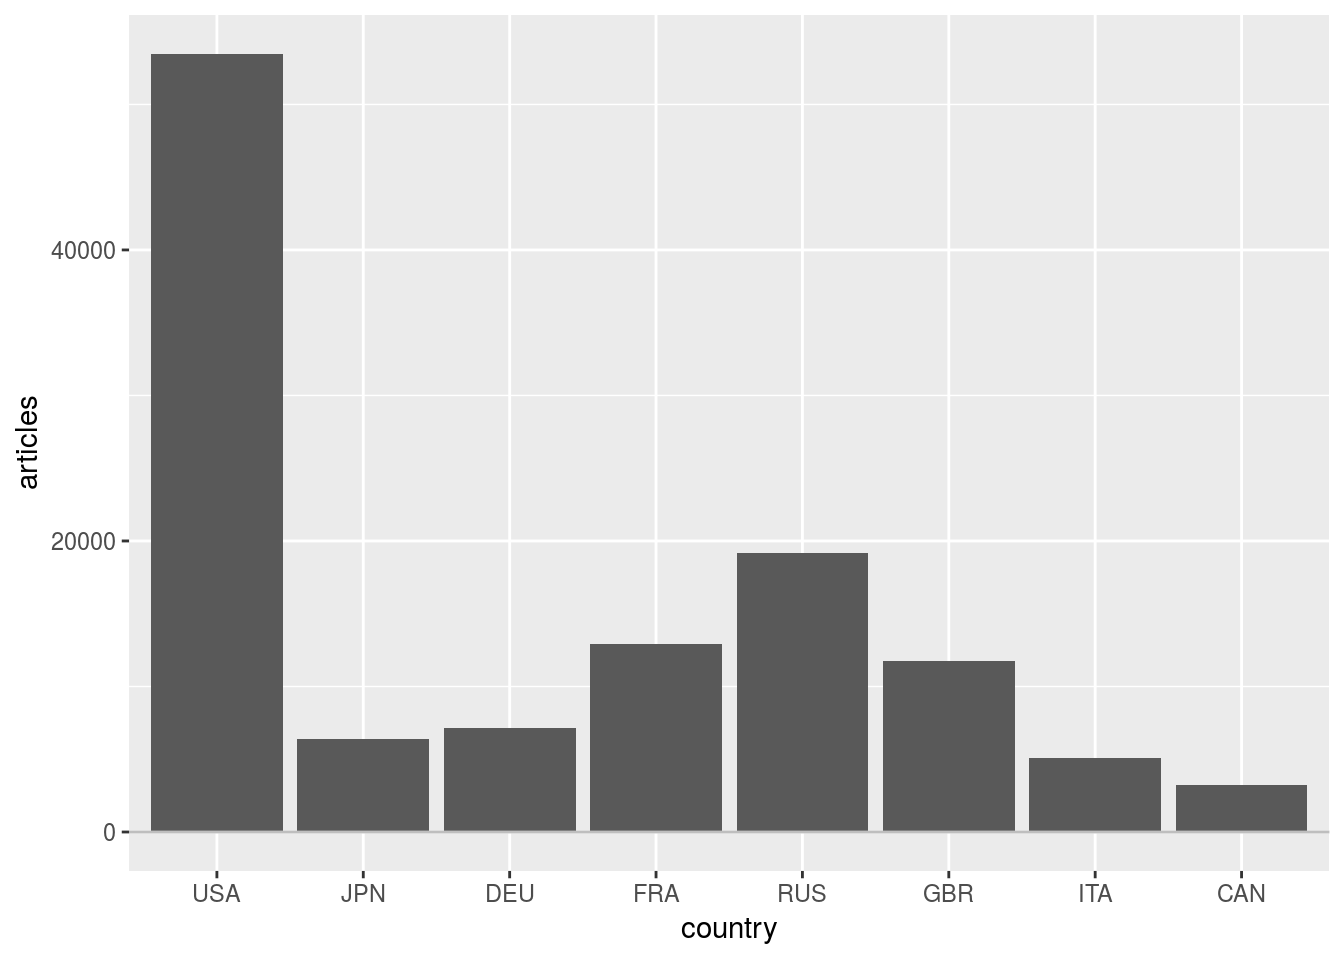 articles
40000
20000
0
USA JPN DEU FRA RUS GBR ITA CAN
country